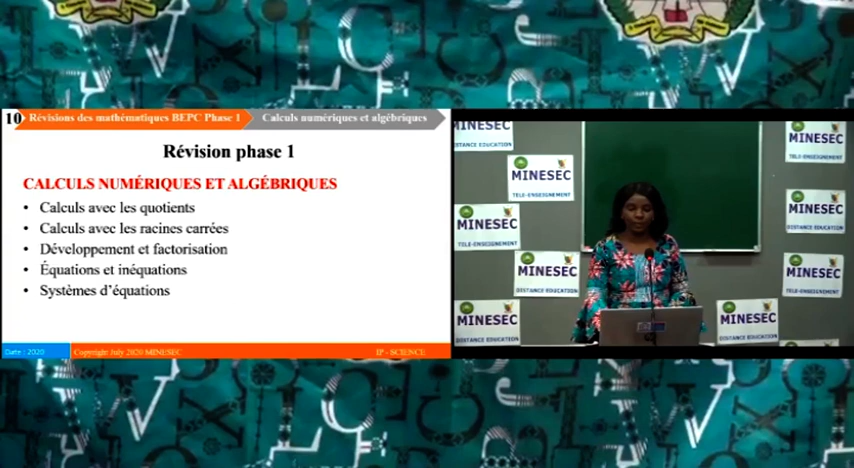 10 Révisions des mathématiques BEPC Phase 1 Calculs numériques et algébriques
Révision phase 1
CALCULS NUMÉRIQUES ET ALGÉBRIQUES
• Calculs avec les quotients
• Calculs avec les racines carrées
• Développement et factorisation
• Équations et inéquations
• Systèmes d'équations
Date : 2020 Copyright July 2020 MINESEC IP - SCIENCE
MINESEC
DISTANCE EDUCATION
MINESEC
TELE-ENSEIGNEMENT
MINESEC
TELE-ENSEIGNEMENT
MINESEC
DISTANCE EDUCATION
MINESEC
DISTANCE EDUCATION
MINESEC
TELE-ENSEIGNEMENT
MINESEC
DISTANCE EDUCATION
MINESEC
TELE-ENSEIGNEMENT
MINESEC
DISTANCE EDUCATION